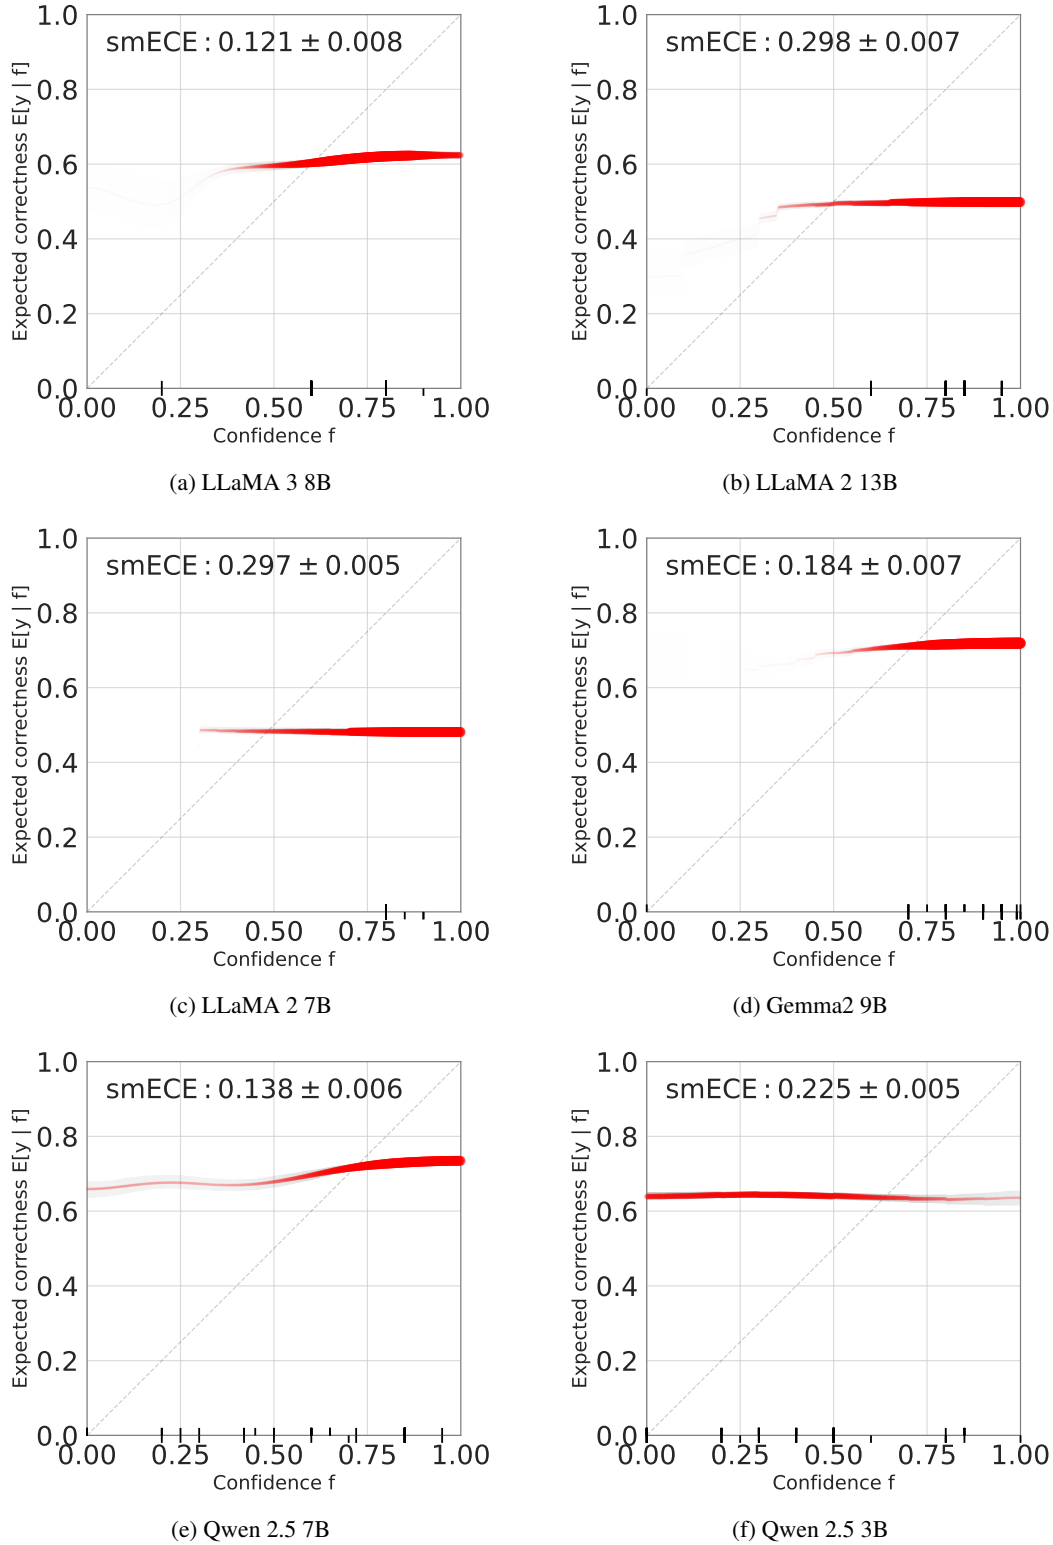 smECE : 0.121 ± 0.008
Expected correctness E[y | f]
1.0
0.8
0.6
0.4
0.2
0.0
0.00 0.25 0.50 0.75 1.00
Confidence f
(a) LLaMA 3 8B
smECE : 0.298 ± 0.007
Expected correctness E[y | f]
1.0
0.8
0.6
0.4
0.2
0.0
0.00 0.25 0.50 0.75 1.00
Confidence f
(b) LLaMA 2 13B
smECE : 0.297 ± 0.005
Expected correctness E[y | f]
1.0
0.8
0.6
0.4
0.2
0.0
0.00 0.25 0.50 0.75 1.00
Confidence f
(c) LLaMA 2 7B
smECE : 0.184 ± 0.007
Expected correctness E[y | f]
1.0
0.8
0.6
0.4
0.2
0.0
0.00 0.25 0.50 0.75 1.00
Confidence f
(d) Gemma2 9B
smECE : 0.138 ± 0.006
Expected correctness E[y | f]
1.0
0.8
0.6
0.4
0.2
0.0
0.00 0.25 0.50 0.75 1.00
Confidence f
(e) Qwen 2.5 7B
smECE : 0.225 ± 0.005
Expected correctness E[y | f]
1.0
0.8
0.6
0.4
0.2
0.0
0.00 0.25 0.50 0.75 1.00
Confidence f
(f) Qwen 2.5 3B